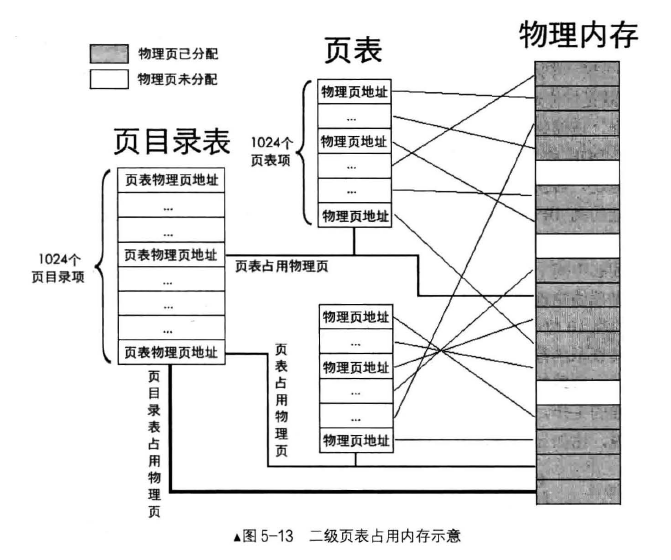 物理页已分配
物理页未分配
页表
物理内存
页目录表
1024个
页表项
物理页地址
...
物理页地址
...
...
物理页地址
1024个
页目录项
页表物理页地址
...
...
页表物理页地址
...
...
...
页表物理页地址
页表占用物理页
物理页地址
...
物理页地址
...
...
物理页地址
页表占用物理页
页目录表占用物理页
▲图 5-13 二级页表占用内存示意